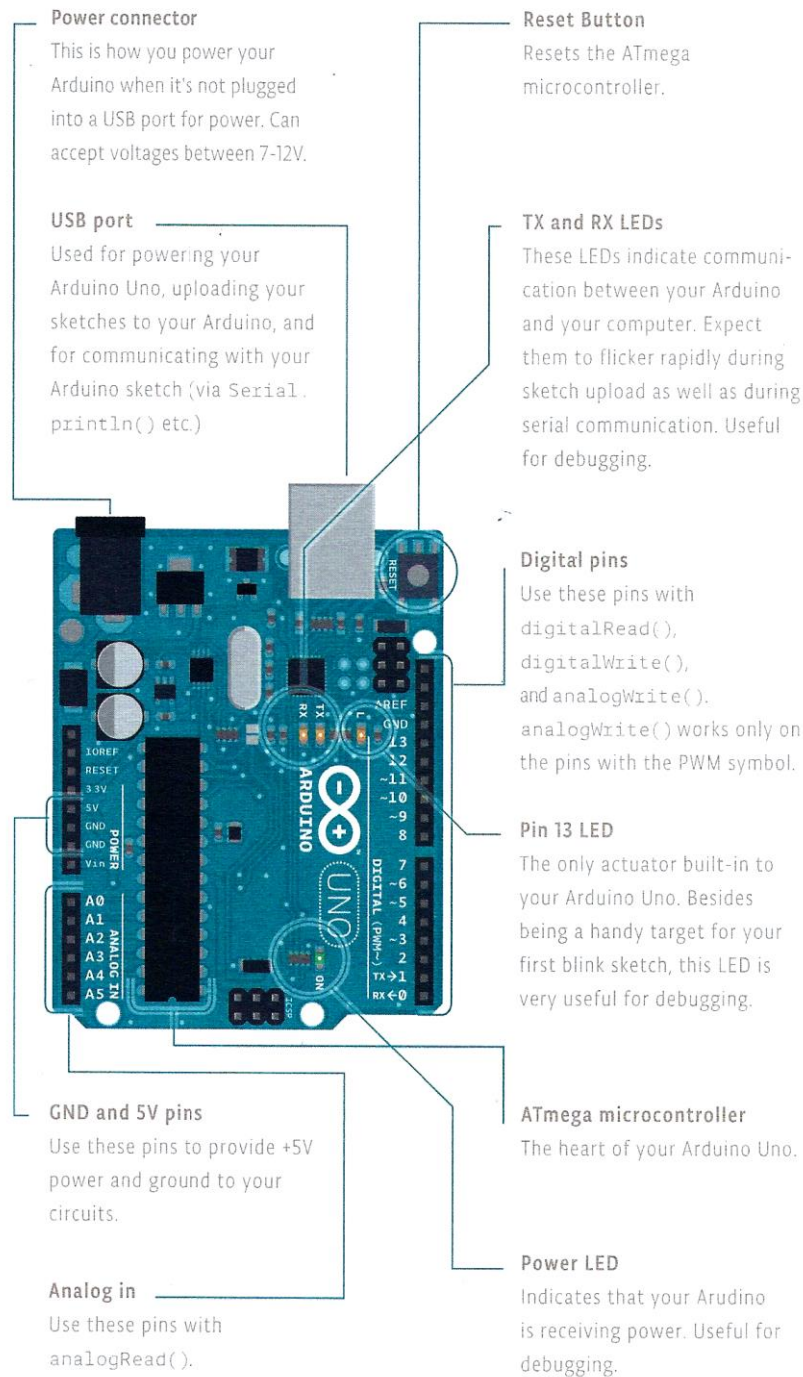 Power connector
This is how you power your
Arduino when it's not plugged
into a USB port for power. Can
accept voltages between 7-12V.
USB port
Used for powering your
Arduino Uno, uploading your
sketches to your Arduino, and
for communicating with your
Arduino sketch (via Serial.
println() etc.)
Reset Button
Resets the ATmega
microcontroller.
TX and RX LEDs
These LEDs indicate communi-
cation between your Arduino
and your computer. Expect
them to flicker rapidly during
sketch upload as well as during
serial communication. Useful
for debugging.
Digital pins
Use these pins with
digitalRead(),
digitalWrite(),
and analogWrite().
analogWrite() works only on
the pins with the PWM symbol.
Pin 13 LED
The only actuator built-in to
your Arduino Uno. Besides
being a handy target for your
first blink sketch, this LED is
very useful for debugging.
ATmega microcontroller
The heart of your Arduino Uno.
Power LED
Indicates that your Arudino
is receiving power. Useful for
debugging.
GND and 5V pins
Use these pins to provide +5V
power and ground to your
circuits.
Analog in
Use these pins with
analogRead().
RESET
RX
TX
L
ARDUINO
UNO
ON
ICSP
IOREF
RESET
3.3V
5V
GND
GND
Vin
POWER
A0
A1
A2
A3
A4
A5
ANALOG IN
AREF
GND
13
12
~11
~10
~9
8
7
~6
~5
4
~3
2
TX→1
RX←0
DIGITAL (PWM~)